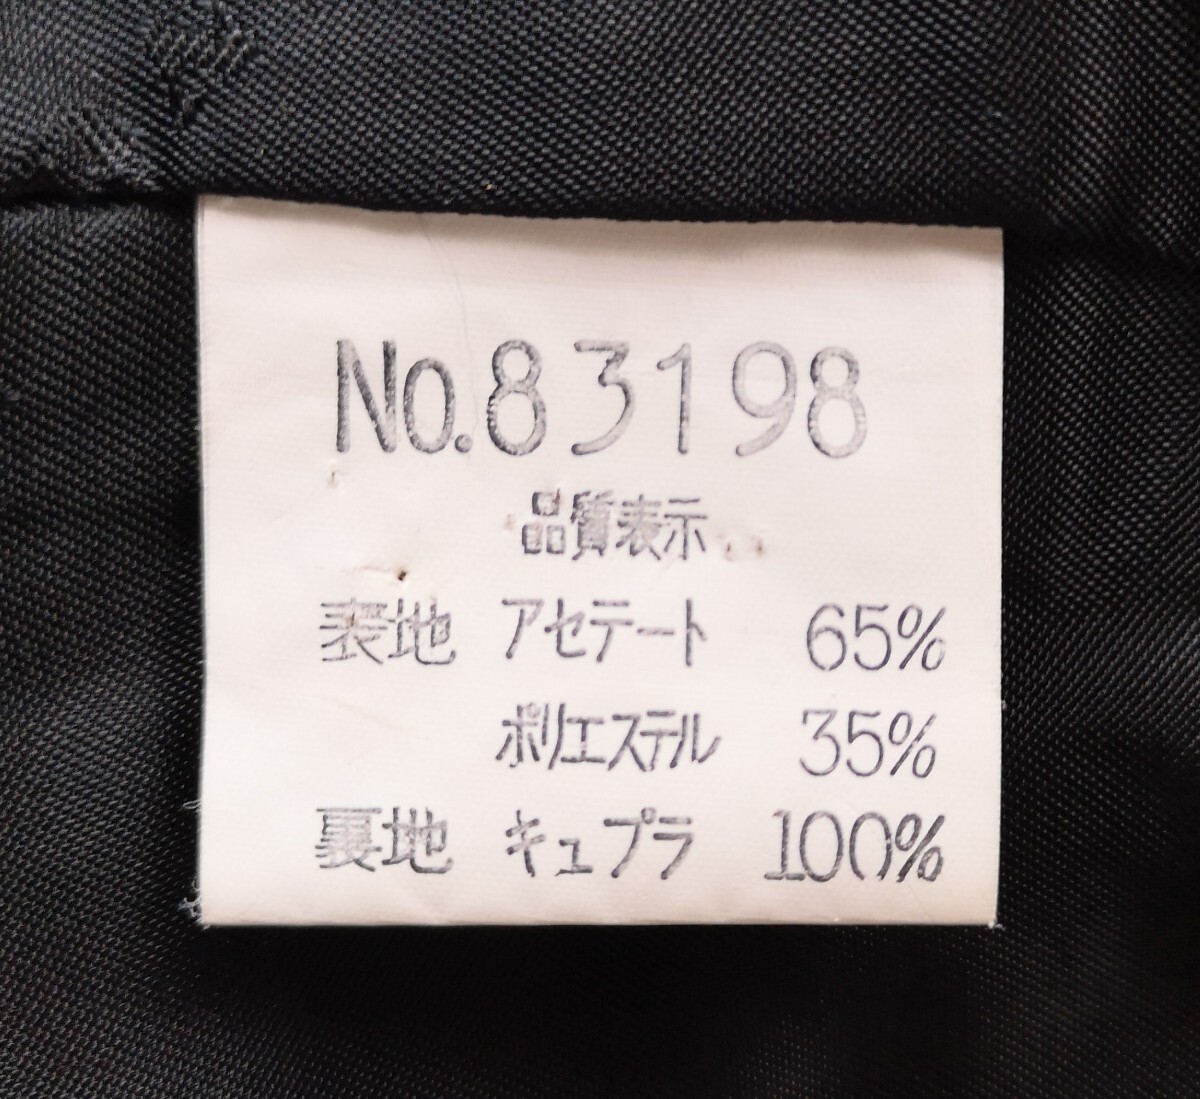 No.83198
品質表示
表地 アセテート 65%
ポリエステル 35%
裏地 キュプラ 100%